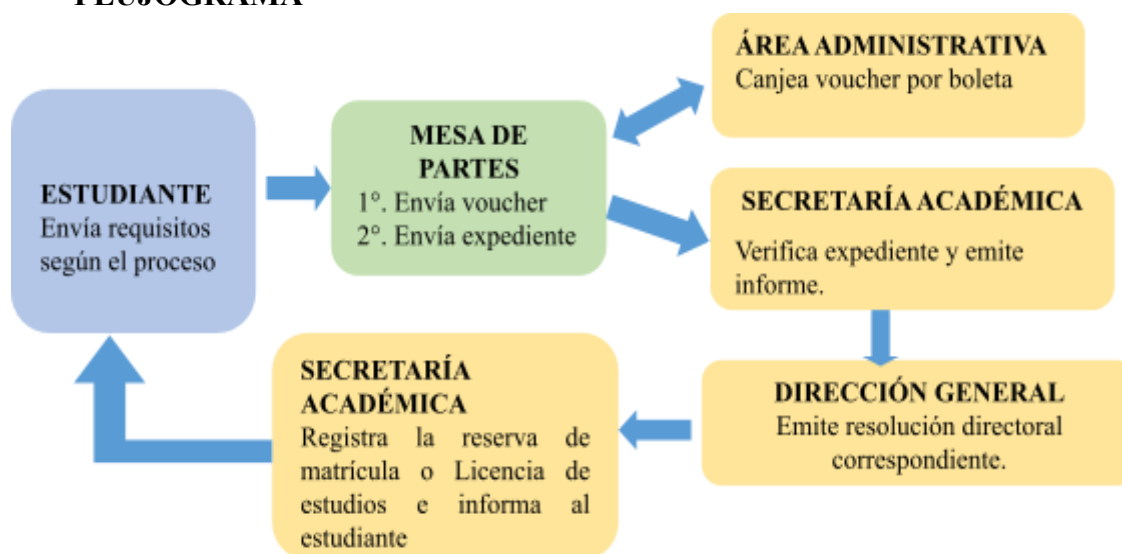 FLUJOGRAMA
ÁREA ADMINISTRATIVA
Canjea voucher por boleta
MESA DE
PARTES
1°. Envía voucher
2°. Envía expediente
ESTUDIANTE
Envía requisitos
según el proceso
SECRETARÍA ACADÉMICA
Verifica expediente y emite
informe.
DIRECCIÓN GENERAL
Emite resolución directoral
correspondiente.
SECRETARÍA
ACADÉMICA
Registra la reserva de
matrícula o Licencia de
estudios e informa al
estudiante